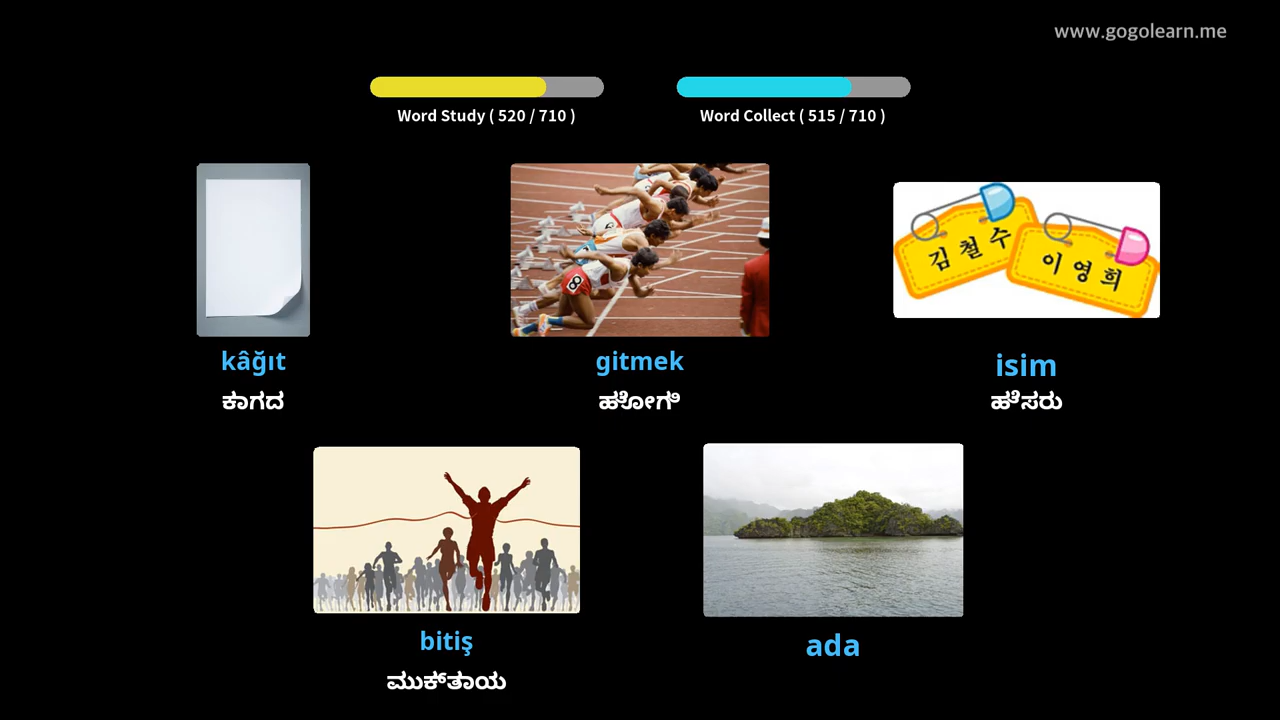 www.gogolearn.me
Word Study ( 520 / 710 )
Word Collect ( 515 / 710 )
김철수
이영희
8
kâğıt
ಕಾಗದ
gitmek
ಹೋಗಿ
isim
ಹೆಸರು
bitiş
ಮುಕ್ತಾಯ
ada